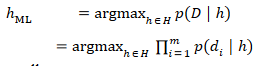 h_ML = argmax_{h∈H} p(D | h)
= argmax_{h∈H} ∏_{i=1}^{m} p(d_i | h)